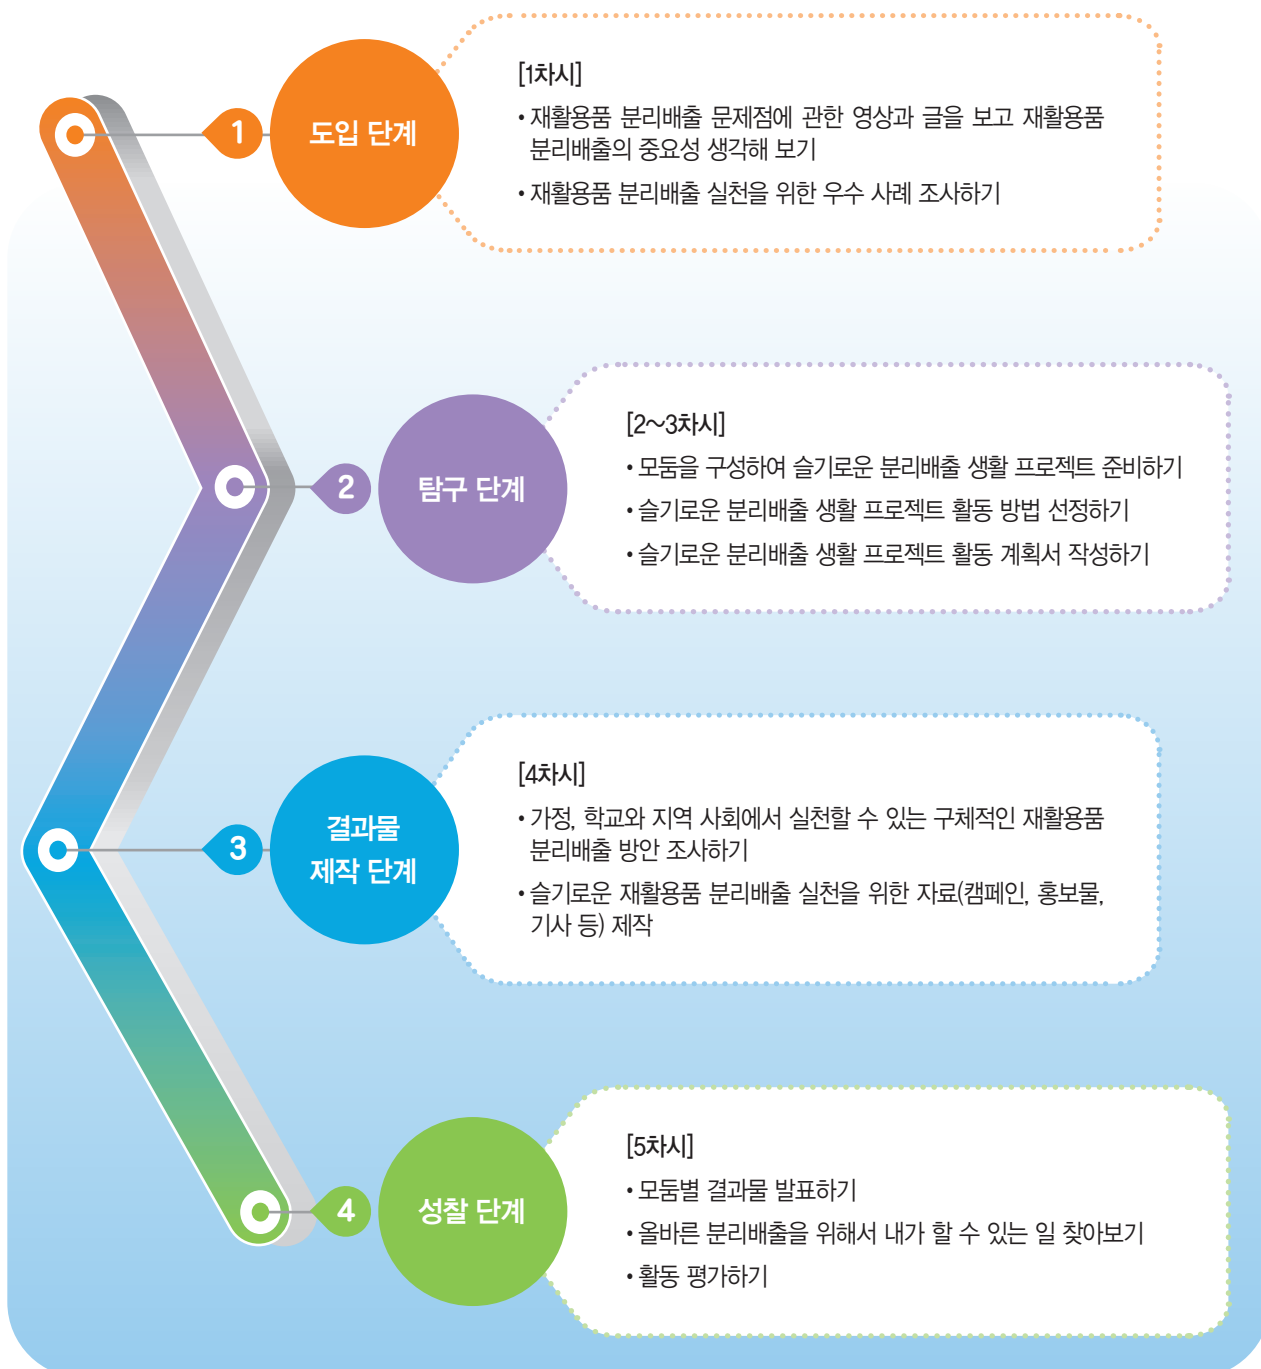 1
도입 단계
[1차시]
• 재활용품 분리배출 문제점에 관한 영상과 글을 보고 재활용품
분리배출의 중요성 생각해 보기
• 재활용품 분리배출 실천을 위한 우수 사례 조사하기
2
탐구 단계
[2~3차시]
• 모둠을 구성하여 슬기로운 분리배출 생활 프로젝트 준비하기
• 슬기로운 분리배출 생활 프로젝트 활동 방법 선정하기
• 슬기로운 분리배출 생활 프로젝트 활동 계획서 작성하기
3
결과물
제작 단계
[4차시]
• 가정, 학교와 지역 사회에서 실천할 수 있는 구체적인 재활용품
분리배출 방안 조사하기
• 슬기로운 재활용품 분리배출 실천을 위한 자료(캠페인, 홍보물,
기사 등) 제작
4
성찰 단계
[5차시]
• 모둠별 결과물 발표하기
• 올바른 분리배출을 위해서 내가 할 수 있는 일 찾아보기
• 활동 평가하기